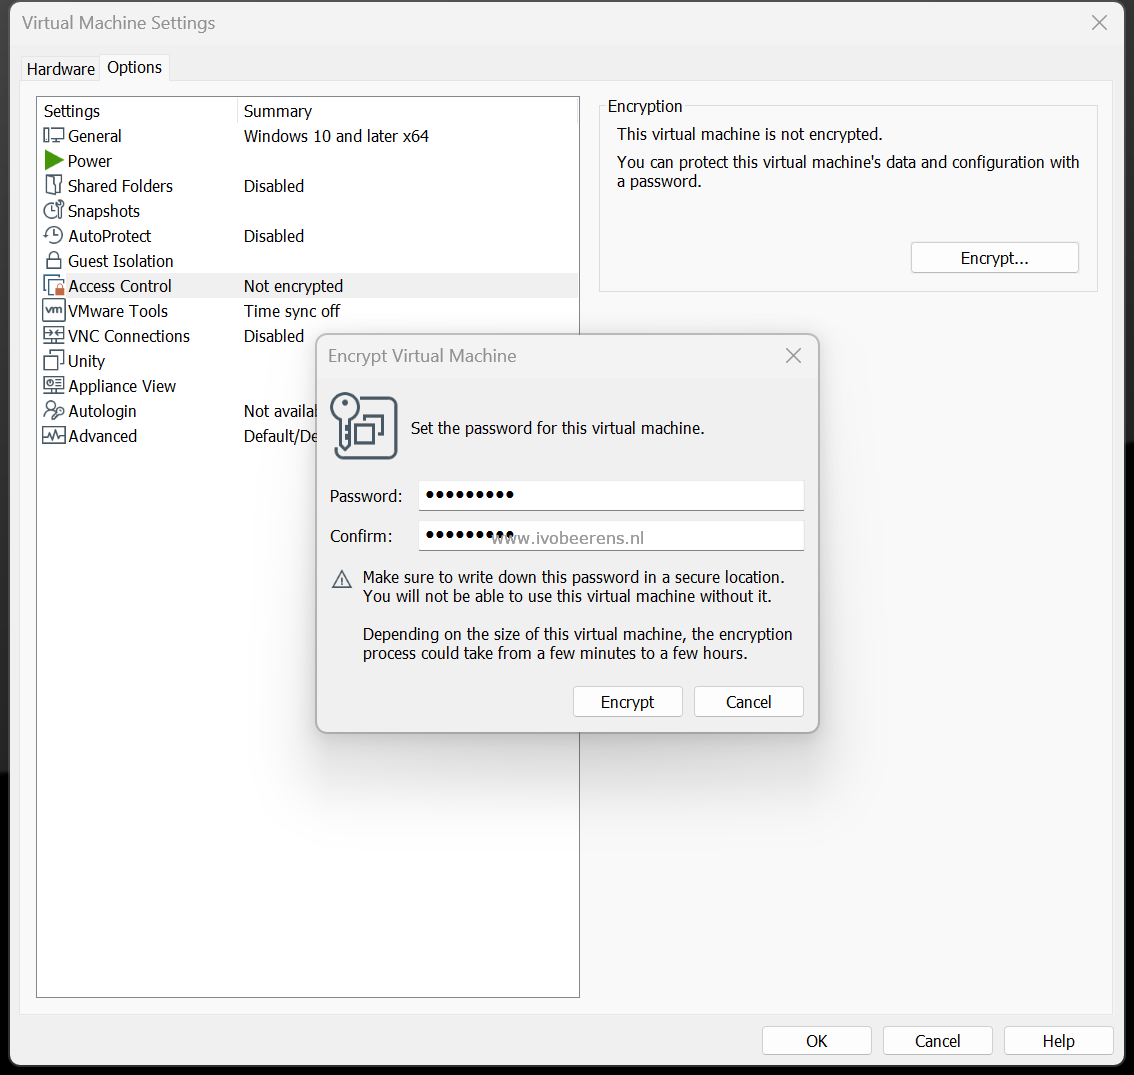 Virtual Machine Settings
Hardware Options
Settings Summary
General Windows 10 and later x64
Power
Shared Folders Disabled
Snapshots
AutoProtect Disabled
Guest Isolation
Access Control Not encrypted
vm VMware Tools Time sync off
VNC Connections Disabled
Unity
Appliance View
Autologin Not availa
Advanced Default/De
Encryption
This virtual machine is not encrypted.
You can protect this virtual machine's data and configuration with
a password.
Encrypt...
Encrypt Virtual Machine
Set the password for this virtual machine.
Password: •••••••••
Confirm: •••••••••
www.ivobeerens.nl
Make sure to write down this password in a secure location.
You will not be able to use this virtual machine without it.
Depending on the size of this virtual machine, the encryption
process could take from a few minutes to a few hours.
Encrypt Cancel
OK Cancel Help